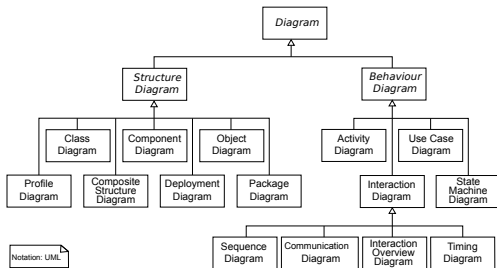 Diagram
Structure
Diagram
Behaviour
Diagram
Class
Diagram
Component
Diagram
Object
Diagram
Activity
Diagram
Use Case
Diagram
Profile
Diagram
Composite
Structure
Diagram
Deployment
Diagram
Package
Diagram
Interaction
Diagram
State
Machine
Diagram
Sequence
Diagram
Communication
Diagram
Interaction
Overview
Diagram
Timing
Diagram
Notation: UML